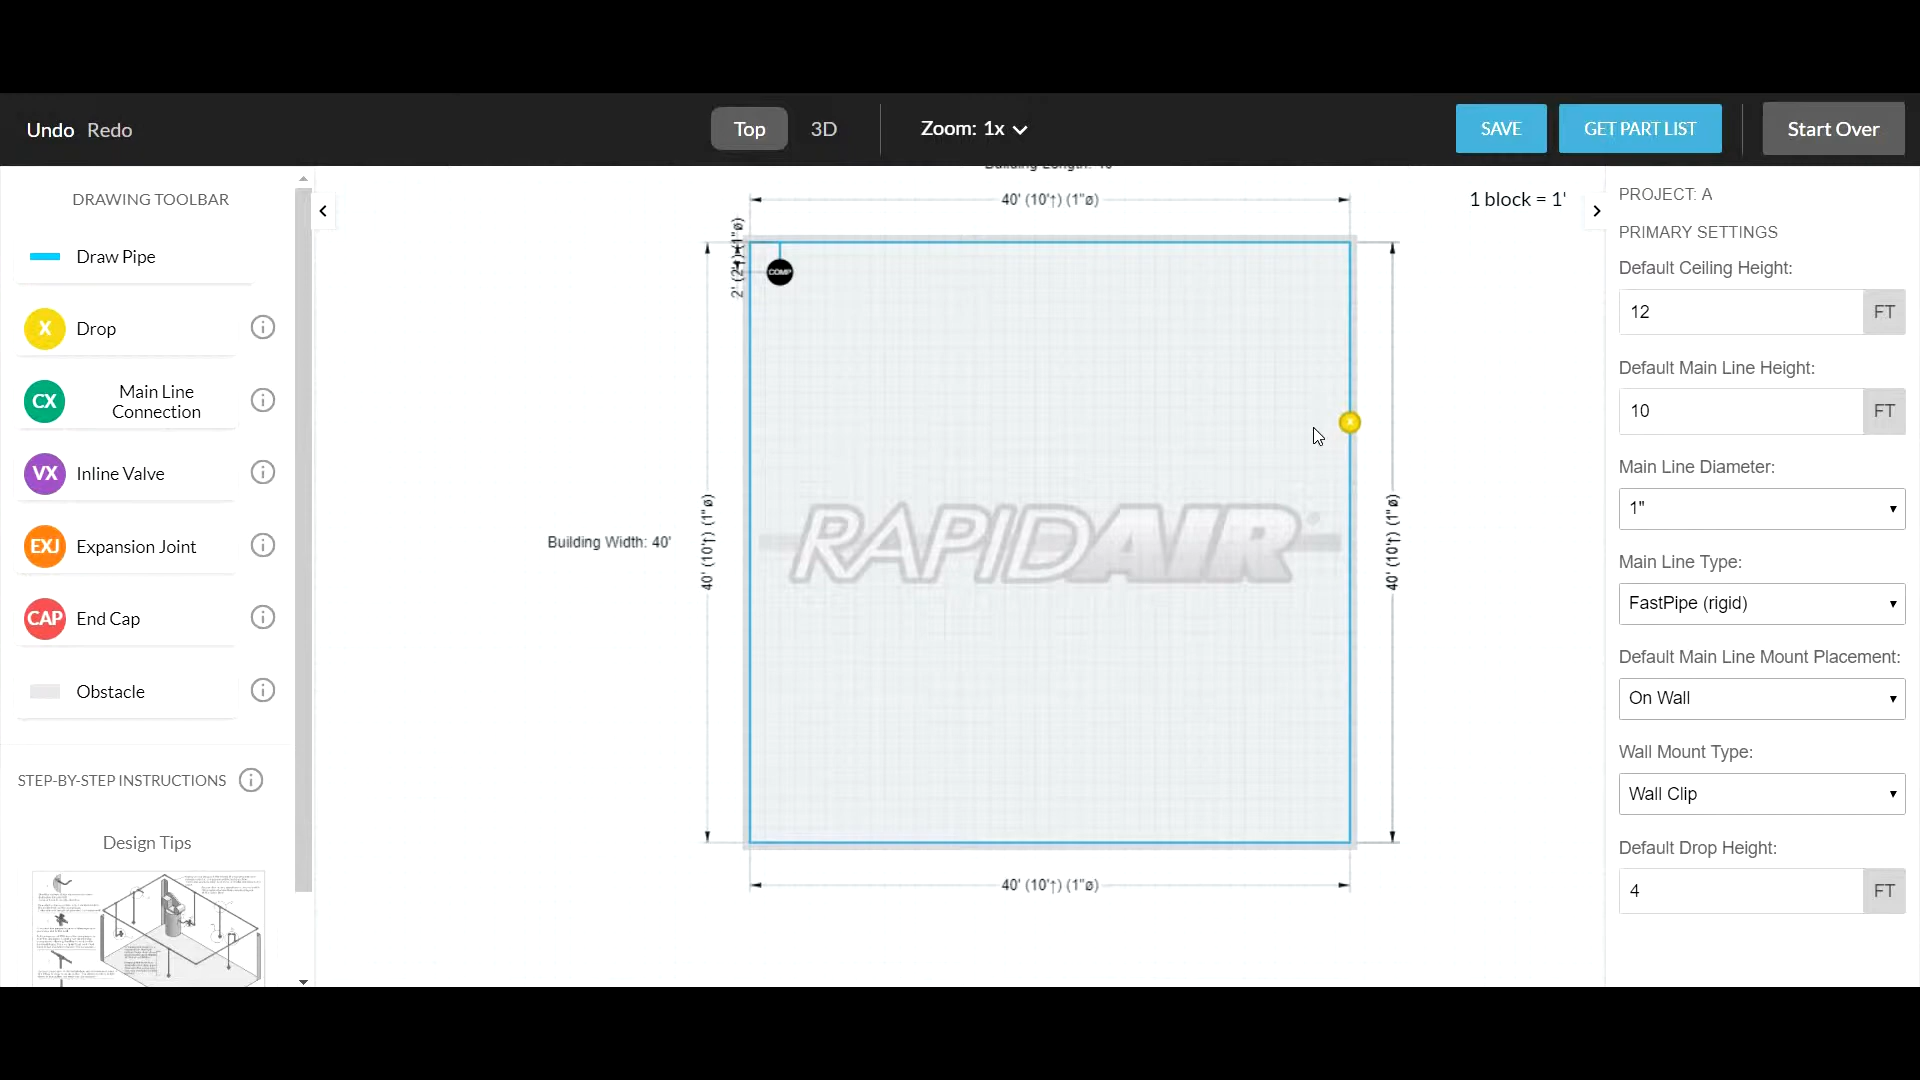 Undo Redo
Top 3D
Zoom: 1x
SAVE
GET PART LIST
Start Over
DRAWING TOOLBAR
Draw Pipe
X Drop
CX Main Line
Connection
VX Inline Valve
EXJ Expansion Joint
CAP End Cap
Obstacle
STEP-BY-STEP INSTRUCTIONS
Design Tips
40' (10'↑) (1"ø)
1 block = 1'
2' (2'↑) (1"ø)
COMP
X
Building Width: 40'
40' (10'↑) (1"ø)
RAPIDAIR®
40' (10'↑) (1"ø)
40' (10'↑) (1"ø)
PROJECT: A
PRIMARY SETTINGS
Default Ceiling Height:
12 FT
Default Main Line Height:
10 FT
Main Line Diameter:
1"
Main Line Type:
FastPipe (rigid)
Default Main Line Mount Placement:
On Wall
Wall Mount Type:
Wall Clip
Default Drop Height:
4 FT